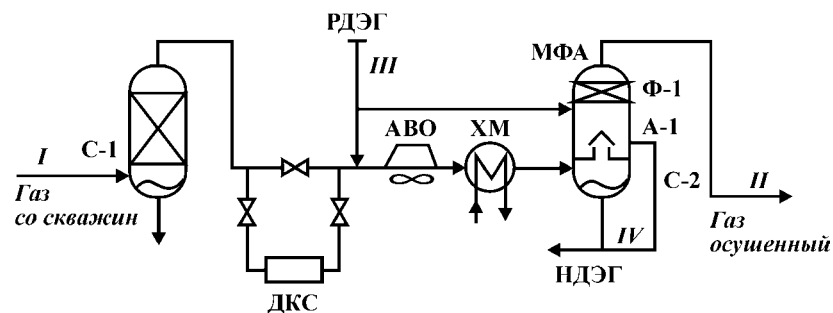 РДЭГ
III
МФА
Ф-1
АВО
ХМ
А-1
I
С-1
С-2
II
Газ
со скважин
Газ
осушенный
IV
НДЭГ
ДКС